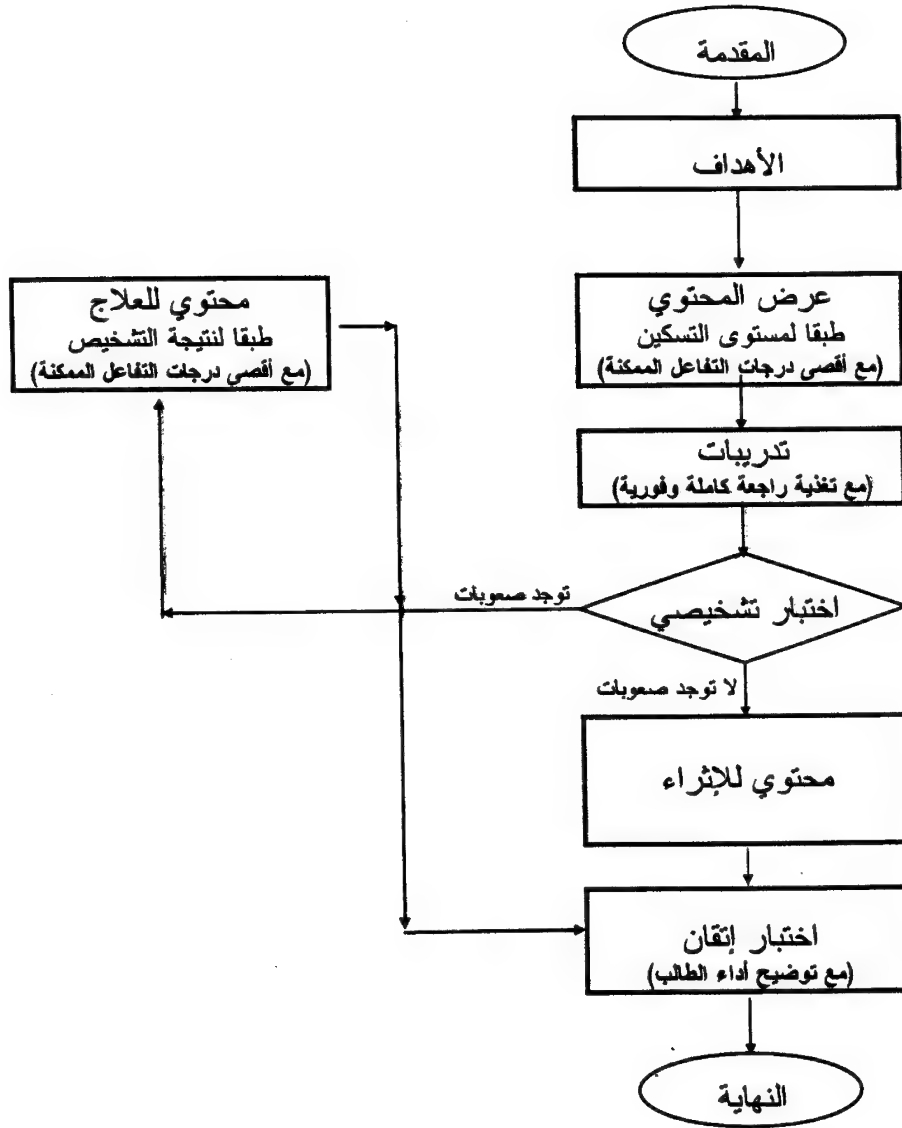 المقدمة
الأهداف
عرض المحتوي
طبقا لمستوى التسكين
(مع أقصى درجات التفاعل الممكنة)
محتوي للعلاج
طبقا لنتيجة التشخيص
(مع أقصى درجات التفاعل الممكنة)
تدريبات
(مع تغذية راجعة كاملة وفورية)
اختبار تشخيصي
توجد صعوبات
لا توجد صعوبات
محتوي للإثراء
اختبار إتقان
(مع توضيح أداء الطالب)
النهاية